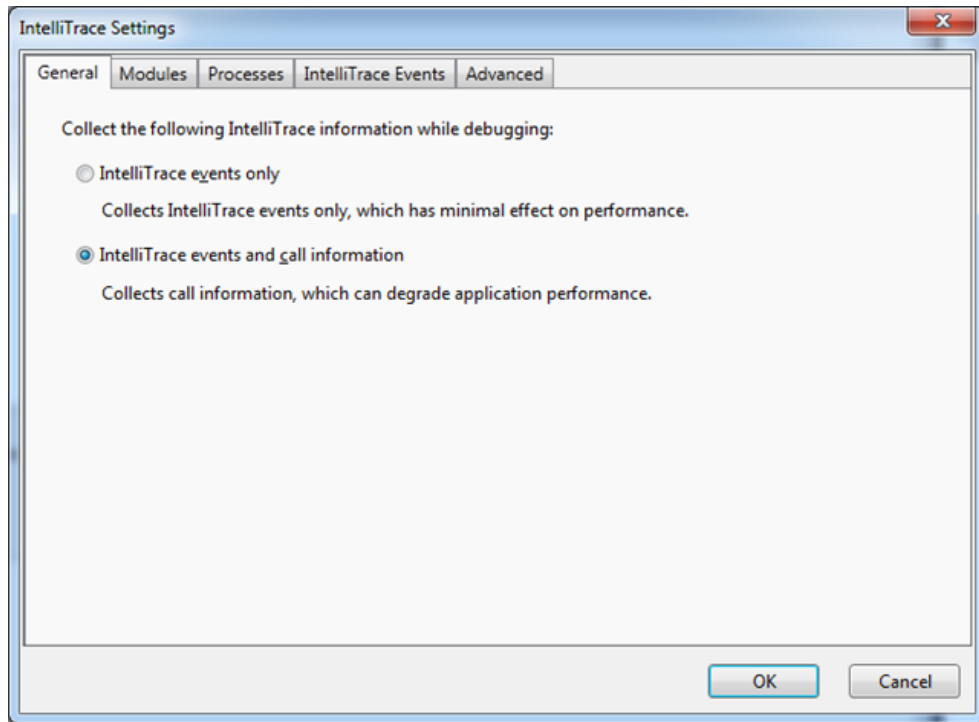 IntelliTrace Settings
General Modules Processes IntelliTrace Events Advanced
Collect the following IntelliTrace information while debugging:
IntelliTrace events only
Collects IntelliTrace events only, which has minimal effect on performance.
IntelliTrace events and call information
Collects call information, which can degrade application performance.
OK Cancel